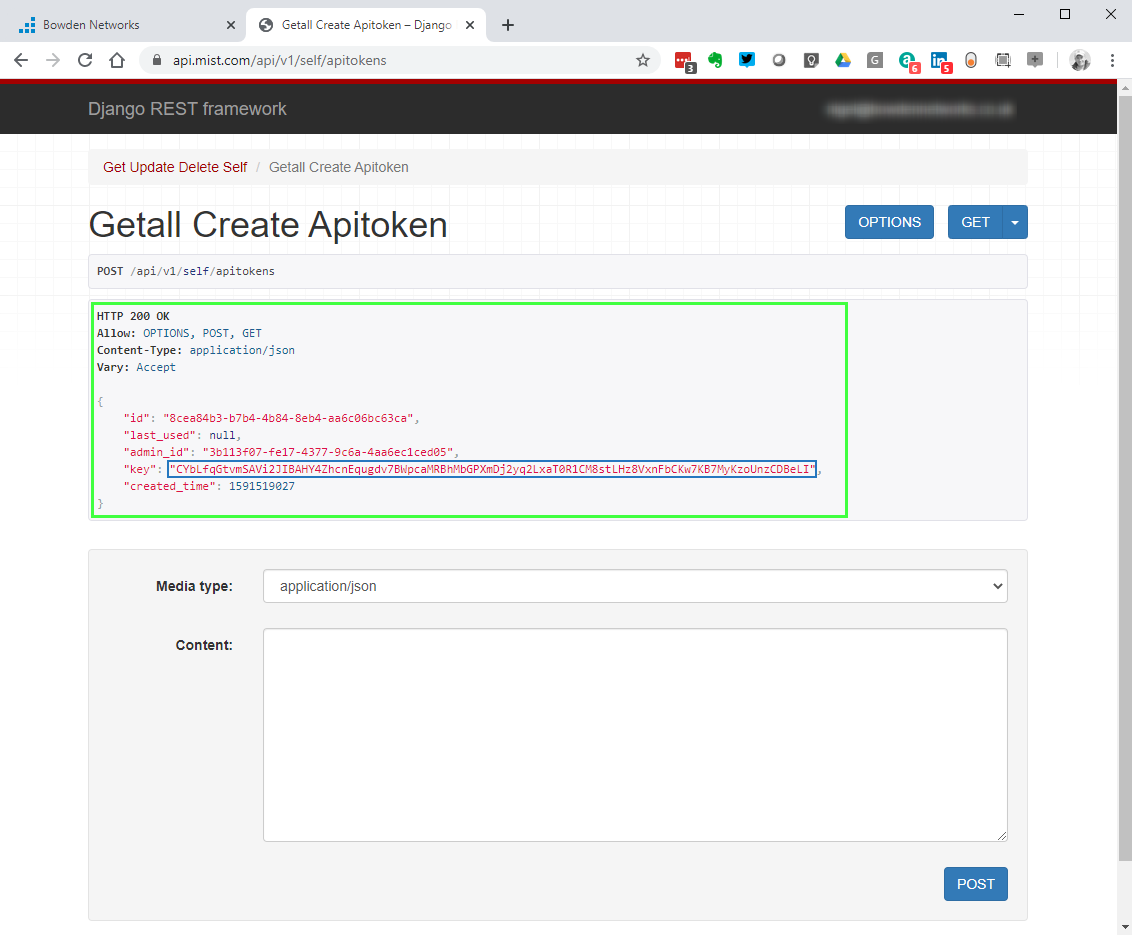 Bowden Networks
Getall Create Apitoken – Django
api.mist.com/api/v1/self/apitokens
3
6
5
Django REST framework
Get Update Delete Self / Getall Create Apitoken
Getall Create Apitoken
OPTIONS
GET
POST /api/v1/self/apitokens
HTTP 200 OK
Allow: OPTIONS, POST, GET
Content-Type: application/json
Vary: Accept
{
"id": "8cea84b3-b7b4-4b84-8eb4-aa6c06bc63ca",
"last_used": null,
"admin_id": "3b113f07-fe17-4377-9c6a-4aa6ec1ced05",
"key": "CYbLfqGtvmSAVi2JIBAHY4ZhcnEqugdv7BWpcaMRBhMbGPXmDj2yq2LxaT0R1CM8stLHz8VxnFbCKw7KB7MyKzoUnzCDBeLI",
"created_time": 1591519027
}
Media type:
application/json
Content:
POST